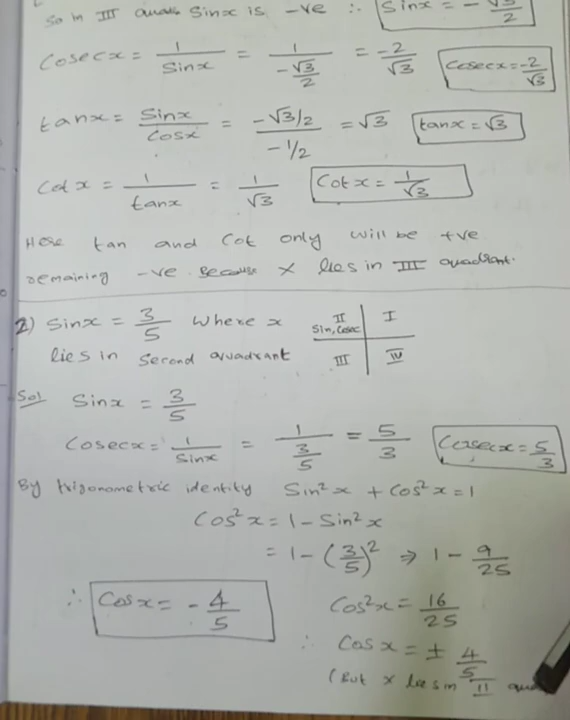 So in III Sinx is -ve ∴ Sinx = - √3/2
Cosecx = 1/Sinx = 1/(-√3/2) = -2/√3 Cosecx = -2/√3
tanx = Sinx/Cosx = (-√3/2)/(-1/2) = √3 tanx = √3
Cot x = 1/tanx = 1/√3 Cot x = 1/√3
Here tan and Cot only will be +ve
remaining -ve Because x lies in III quadrant.
2) Sinx = 3/5 where x
lies in Second quadrant
II I
Sin, Cosec
III IV
Sol Sinx = 3/5
Cosecx = 1/Sinx = 1/(3/5) = 5/3 Cosecx = 5/3
By trigonometric identity Sin²x + Cos²x = 1
Cos²x = 1 - Sin²x
= 1 - (3/5)² ⇒ 1 - 9/25
∴ Cosx = - 4/5
Cos²x = 16/25
∴ Cosx = ± 4/5
(But x lies in II